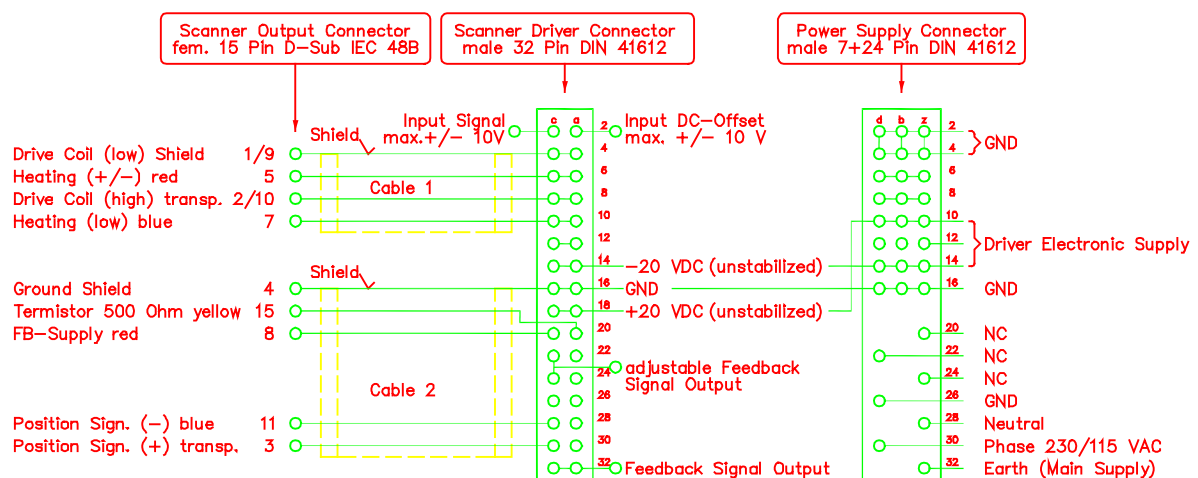 Scanner Output Connector
fem. 15 Pin D-Sub IEC 48B
Scanner Driver Connector
male 32 Pin DIN 41612
Power Supply Connector
male 7+24 Pin DIN 41612
Input Signal
max.+/- 10V
c a
2
Input DC-Offset
max. +/- 10 V
d b z
2
GND
Shield
Drive Coil (low) Shield 1/9
4
4
Heating (+/-) red 5
Cable 1
6
6
Drive Coil (high) transp. 2/10
8
8
Heating (low) blue 7
10
10
12
12
Driver Electronic Supply
14
-20 VDC (unstabilized)
14
Shield
Ground Shield 4
16
GND
16
GND
Termistor 500 Ohm yellow 15
18
+20 VDC (unstabilized)
FB-Supply red 8
20
20
NC
22
22
NC
adjustable Feedback
Signal Output
24
24
NC
Cable 2
26
26
GND
Position Sign. (-) blue 11
28
28
Neutral
Position Sign. (+) transp. 3
30
30
Phase 230/115 VAC
32
Feedback Signal Output
32
Earth (Main Supply)